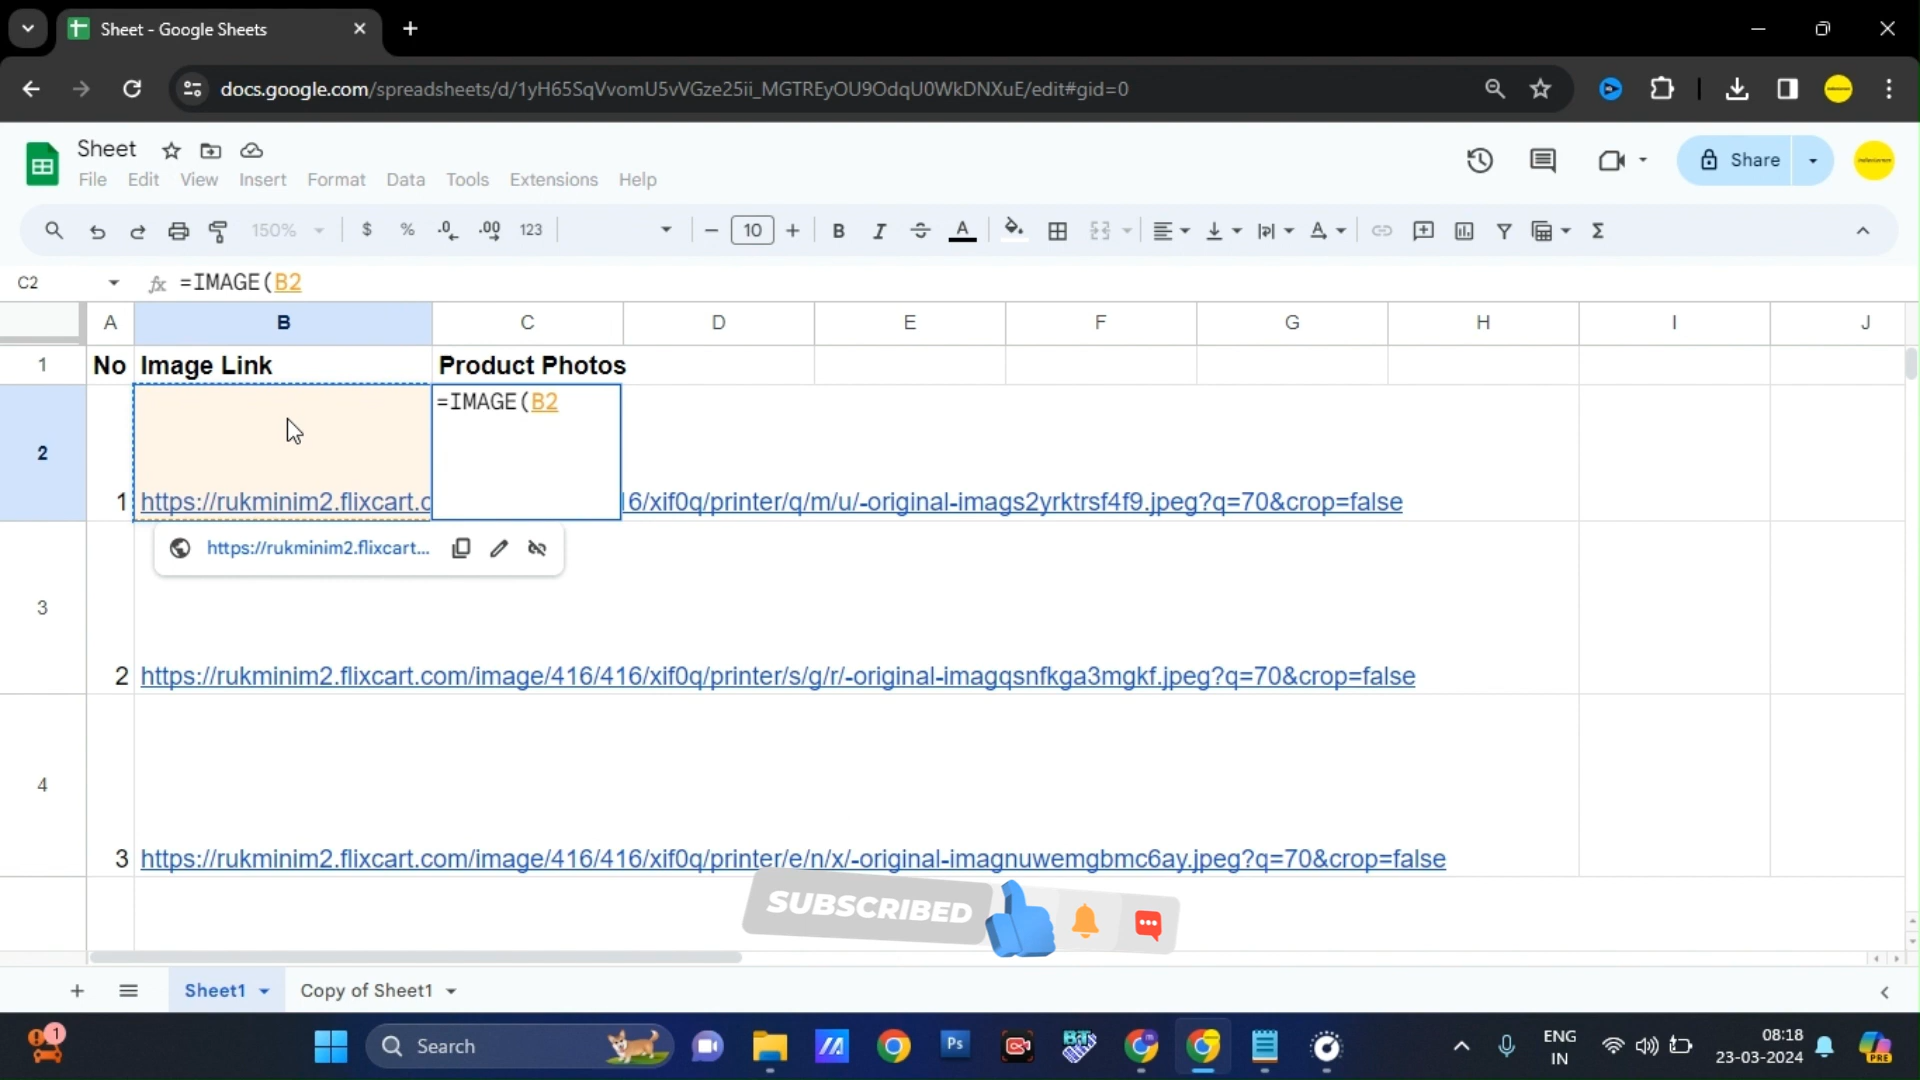 Sheet - Google Sheets
docs.google.com/spreadsheets/d/1yH65SqVvomU5vVGze25ii_MGTREyOU9OdqU0WkDNXuE/edit#gid=0
Sheet
File Edit View Insert Format Data Tools Extensions Help
Share
150% $ % .0 .00 123 10 B I S A
C2 fx =IMAGE(B2
A B C D E F G H I J
1 No Image Link Product Photos
=IMAGE(B2
2
1 https://rukminim2.flixcart.c 16/xif0q/printer/q/m/u/-original-imags2yrktrsf4f9.jpeg?q=70&crop=false
https://rukminim2.flixcart...
3
2 https://rukminim2.flixcart.com/image/416/416/xif0q/printer/s/g/r/-original-imagqsnfkga3mgkf.jpeg?q=70&crop=false
4
3 https://rukminim2.flixcart.com/image/416/416/xif0q/printer/e/n/x/-original-imagnuwemgbmc6ay.jpeg?q=70&crop=false
SUBSCRIBED
Sheet1 Copy of Sheet1
1 Search Ps ENG 08:18
IN 23-03-2024 PRE